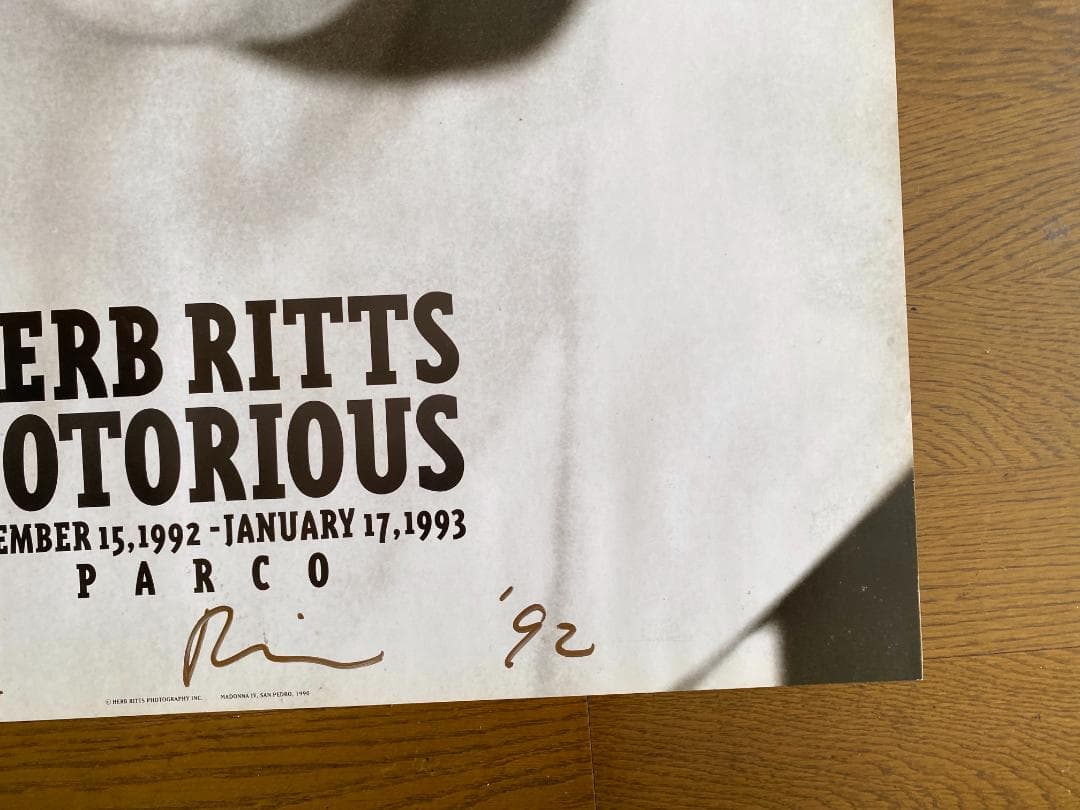 ERB RITTS
OTORIOUS
EMBER 15,1992 - JANUARY 17,1993
PARCO
'92
© HERB RITTS PHOTOGRAPHY INC. MADONNA IV, SAN PEDRO, 1990